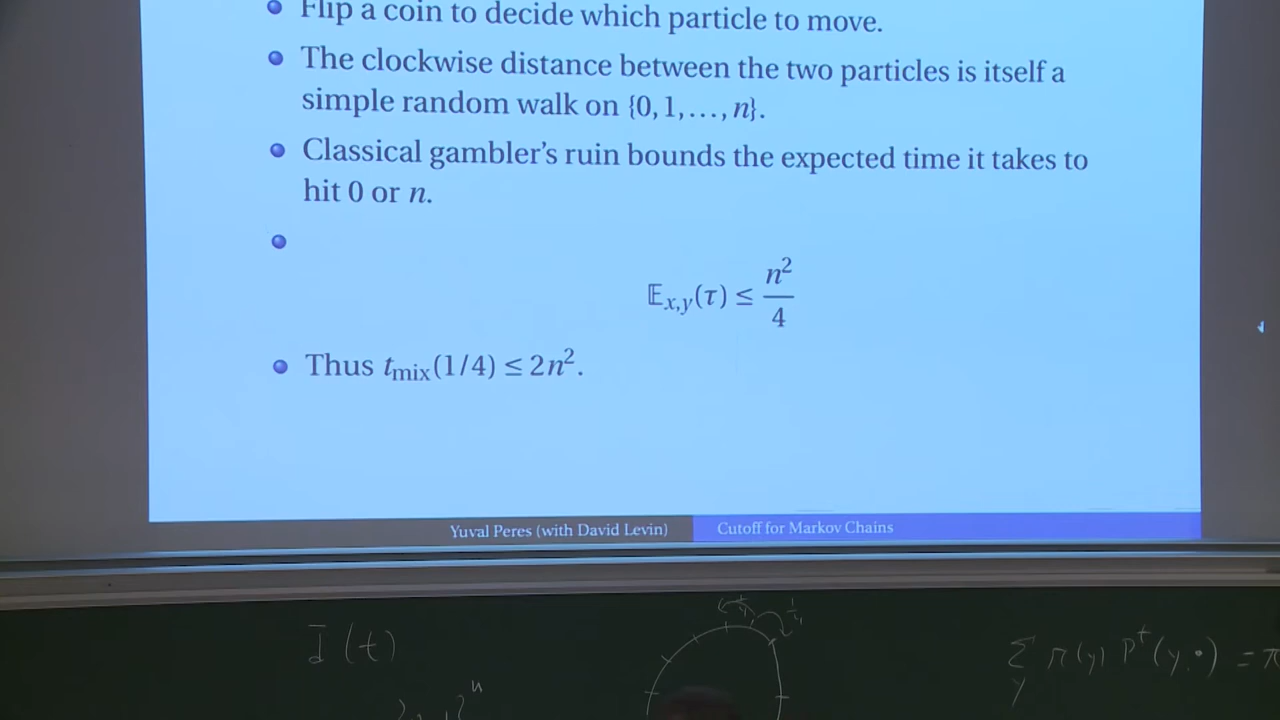 Flip a coin to decide which particle to move.
The clockwise distance between the two particles is itself a
simple random walk on {0, 1, ..., n}.
Classical gambler's ruin bounds the expected time it takes to
hit 0 or n.
𝔼x,y(τ) ≤ n²/4
Thus tmix(1/4) ≤ 2n².
Yuval Peres (with David Levin)
Cutoff for Markov Chains
d̄(t)
Σy π(y) P^t(y, •) = π